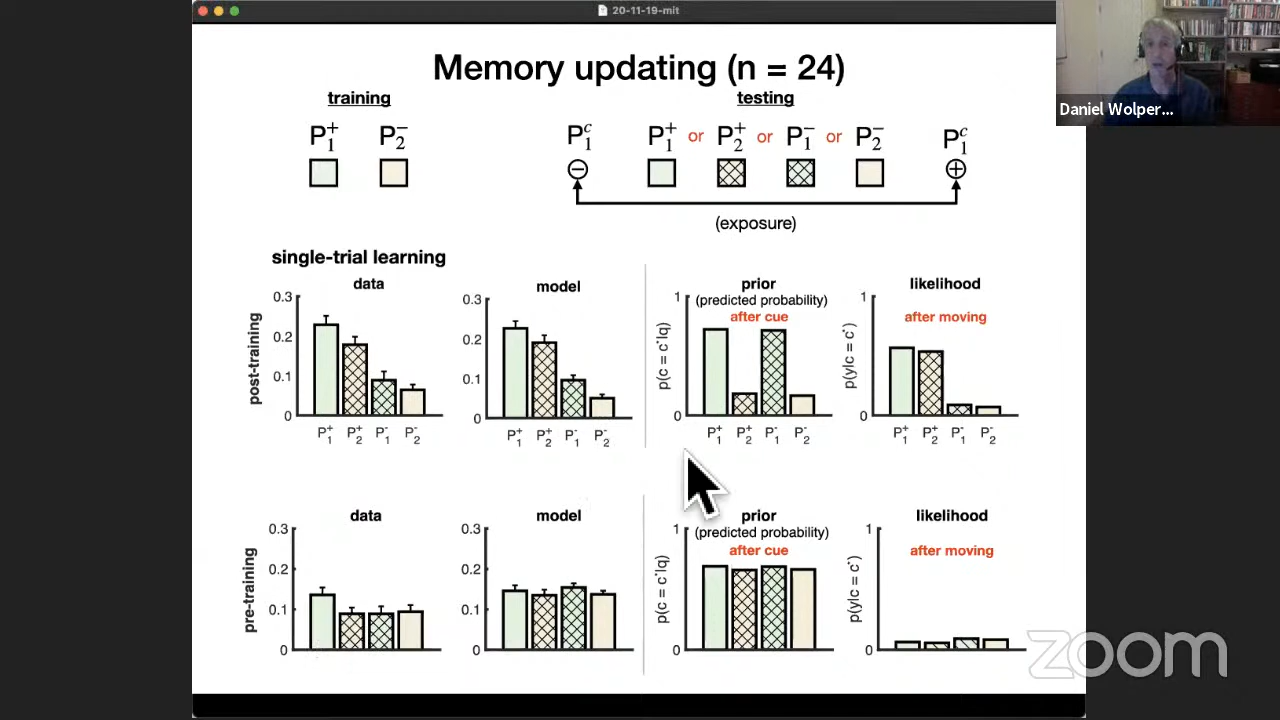 20-11-19-mit
Daniel Wolper...
Memory updating (n = 24)
training
testing
P₁⁺ P₂⁻
P₁ᶜ P₁⁺ or P₂⁺ or P₁⁻ or P₂⁻ P₁ᶜ
− +
(exposure)
single-trial learning
data
model
prior
(predicted probability)
after cue
likelihood
after moving
post-training
0.3
0.2
0.1
0
P₁⁺ P₂⁺ P₁⁻ P₂⁻
0.3
0.2
0.1
0
P₁⁺ P₂⁺ P₁⁻ P₂⁻
p(c = c*|q)
1
0
P₁⁺ P₂⁺ P₁⁻ P₂⁻
p(y|c = c*)
1
0
P₁⁺ P₂⁺ P₁⁻ P₂⁻
data
model
prior
(predicted probability)
after cue
likelihood
after moving
pre-training
0.3
0.2
0.1
0
0.3
0.2
0.1
0
p(c = c*|q)
1
0
p(y|c = c*)
1
0
zoom